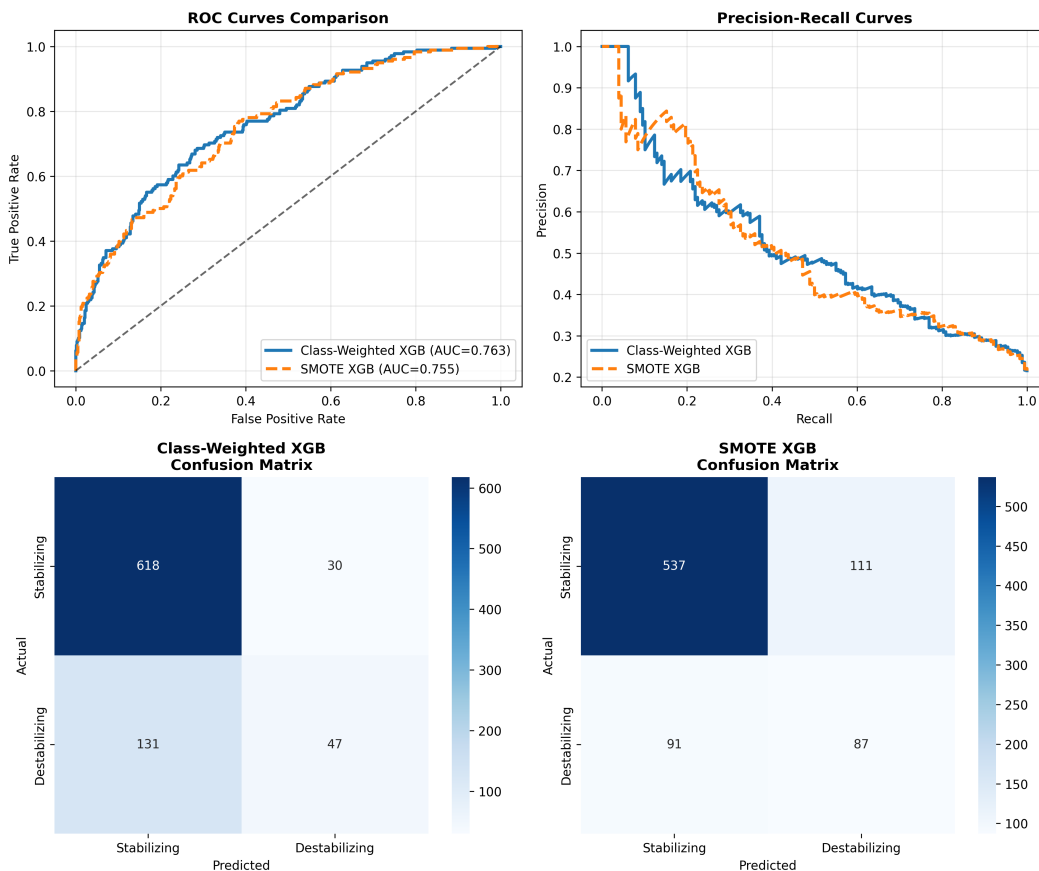 ROC Curves Comparison
True Positive Rate
1.0
0.8
0.6
0.4
0.2
0.0
Class-Weighted XGB (AUC=0.763)
SMOTE XGB (AUC=0.755)
0.0 0.2 0.4 0.6 0.8 1.0
False Positive Rate
Precision-Recall Curves
Precision
1.0
0.9
0.8
0.7
0.6
0.5
0.4
0.3
0.2
Class-Weighted XGB
SMOTE XGB
0.0 0.2 0.4 0.6 0.8 1.0
Recall
Class-Weighted XGB
Confusion Matrix
Actual
Stabilizing
618 30
Destabilizing
131 47
Stabilizing Destabilizing
Predicted
600
500
400
300
200
100
SMOTE XGB
Confusion Matrix
Actual
Stabilizing
537 111
Destabilizing
91 87
Stabilizing Destabilizing
Predicted
500
450
400
350
300
250
200
150
100